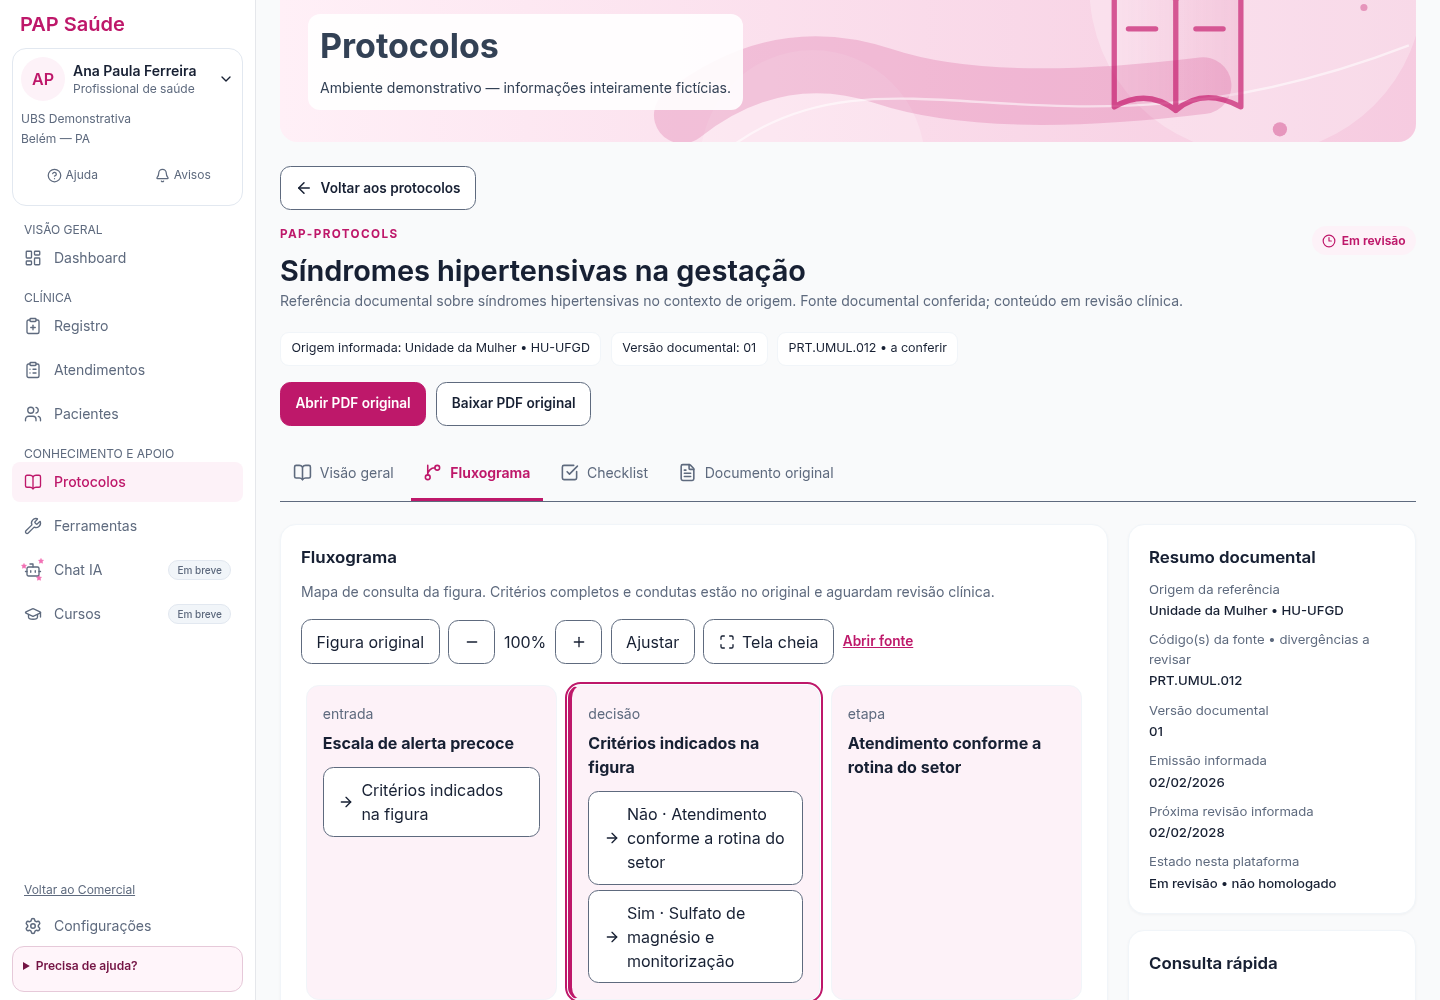 PAP Saúde
AP
Ana Paula Ferreira
Profissional de saúde
UBS Demonstrativa
Belém — PA
Ajuda
Avisos
VISÃO GERAL
Dashboard
CLÍNICA
Registro
Atendimentos
Pacientes
CONHECIMENTO E APOIO
Protocolos
Ferramentas
Chat IA
Em breve
Cursos
Em breve
Voltar ao Comercial
Configurações
Precisa de ajuda?
Protocolos
Ambiente demonstrativo — informações inteiramente fictícias.
Voltar aos protocolos
PAP-PROTOCOLS
Em revisão
Síndromes hipertensivas na gestação
Referência documental sobre síndromes hipertensivas no contexto de origem. Fonte documental conferida; conteúdo em revisão clínica.
Origem informada: Unidade da Mulher • HU-UFGD
Versão documental: 01
PRT.UMUL.012 • a conferir
Abrir PDF original
Baixar PDF original
Visão geral
Fluxograma
Checklist
Documento original
Fluxograma
Mapa de consulta da figura. Critérios completos e condutas estão no original e aguardam revisão clínica.
Figura original
−
100%
+
Ajustar
Tela cheia
Abrir fonte
entrada
Escala de alerta precoce
→ Critérios indicados
na figura
decisão
Critérios indicados na
figura
→ Não · Atendimento
conforme a rotina do
setor
→ Sim · Sulfato de
magnésio e
monitorização
etapa
Atendimento conforme a
rotina do setor
Resumo documental
Origem da referência
Unidade da Mulher • HU-UFGD
Código(s) da fonte • divergências a
revisar
PRT.UMUL.012
Versão documental
01
Emissão informada
02/02/2026
Próxima revisão informada
02/02/2028
Estado nesta plataforma
Em revisão • não homologado
Consulta rápida